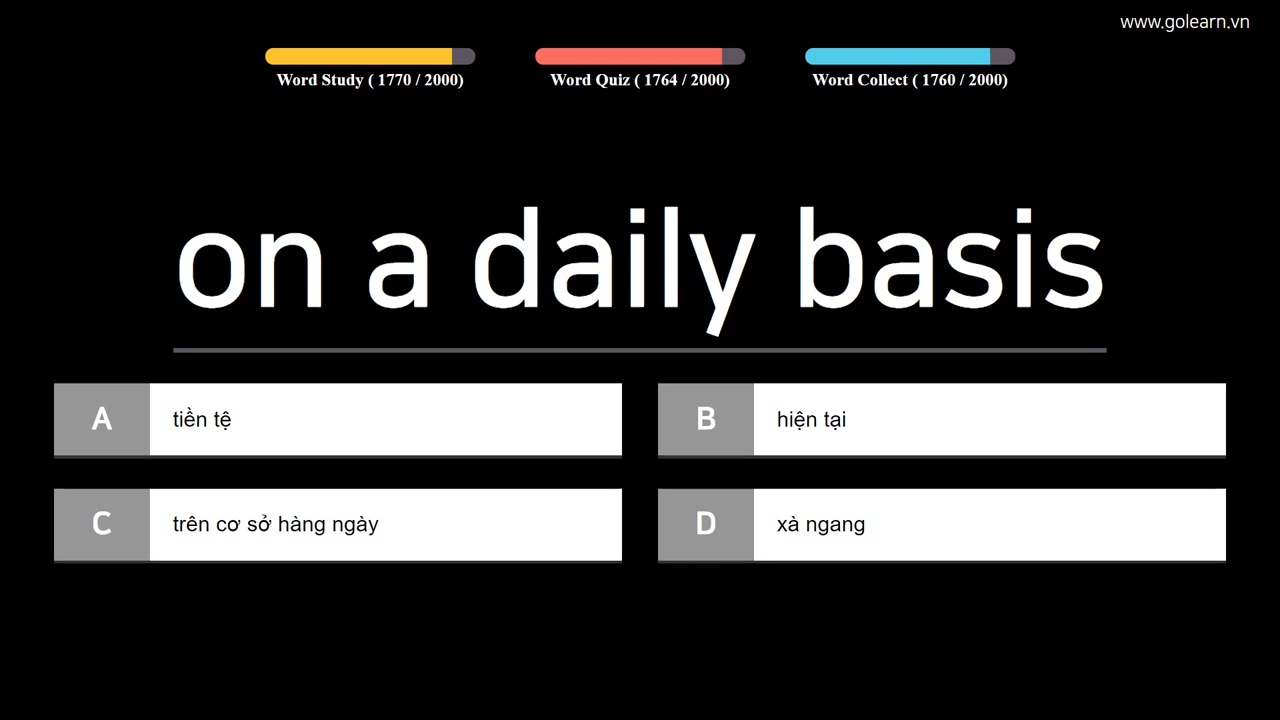 www.golearn.vn
Word Study ( 1770 / 2000)
Word Quiz ( 1764 / 2000)
Word Collect ( 1760 / 2000)
on a daily basis
A tiền tệ
B hiện tại
C trên cơ sở hàng ngày
D xà ngang